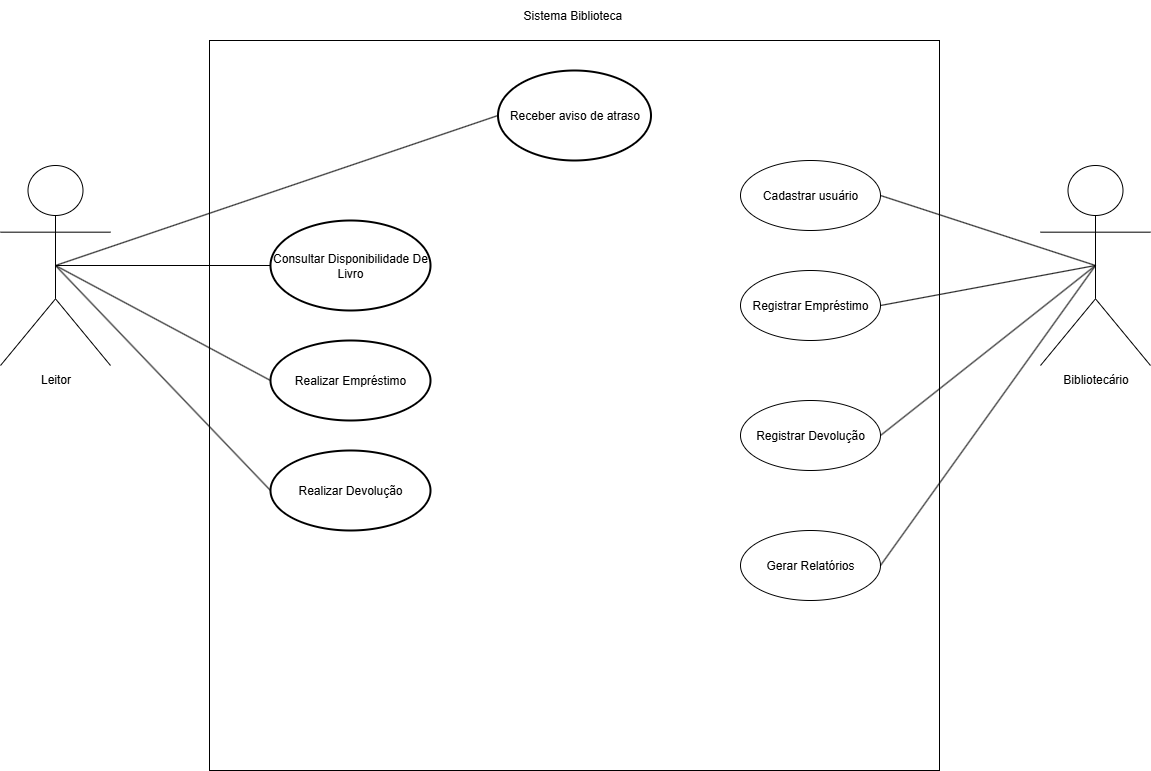 Sistema Biblioteca
Receber aviso de atraso
Cadastrar usuário
Consultar Disponibilidade De
Livro
Registrar Empréstimo
Realizar Empréstimo
Leitor
Bibliotecário
Registrar Devolução
Realizar Devolução
Gerar Relatórios